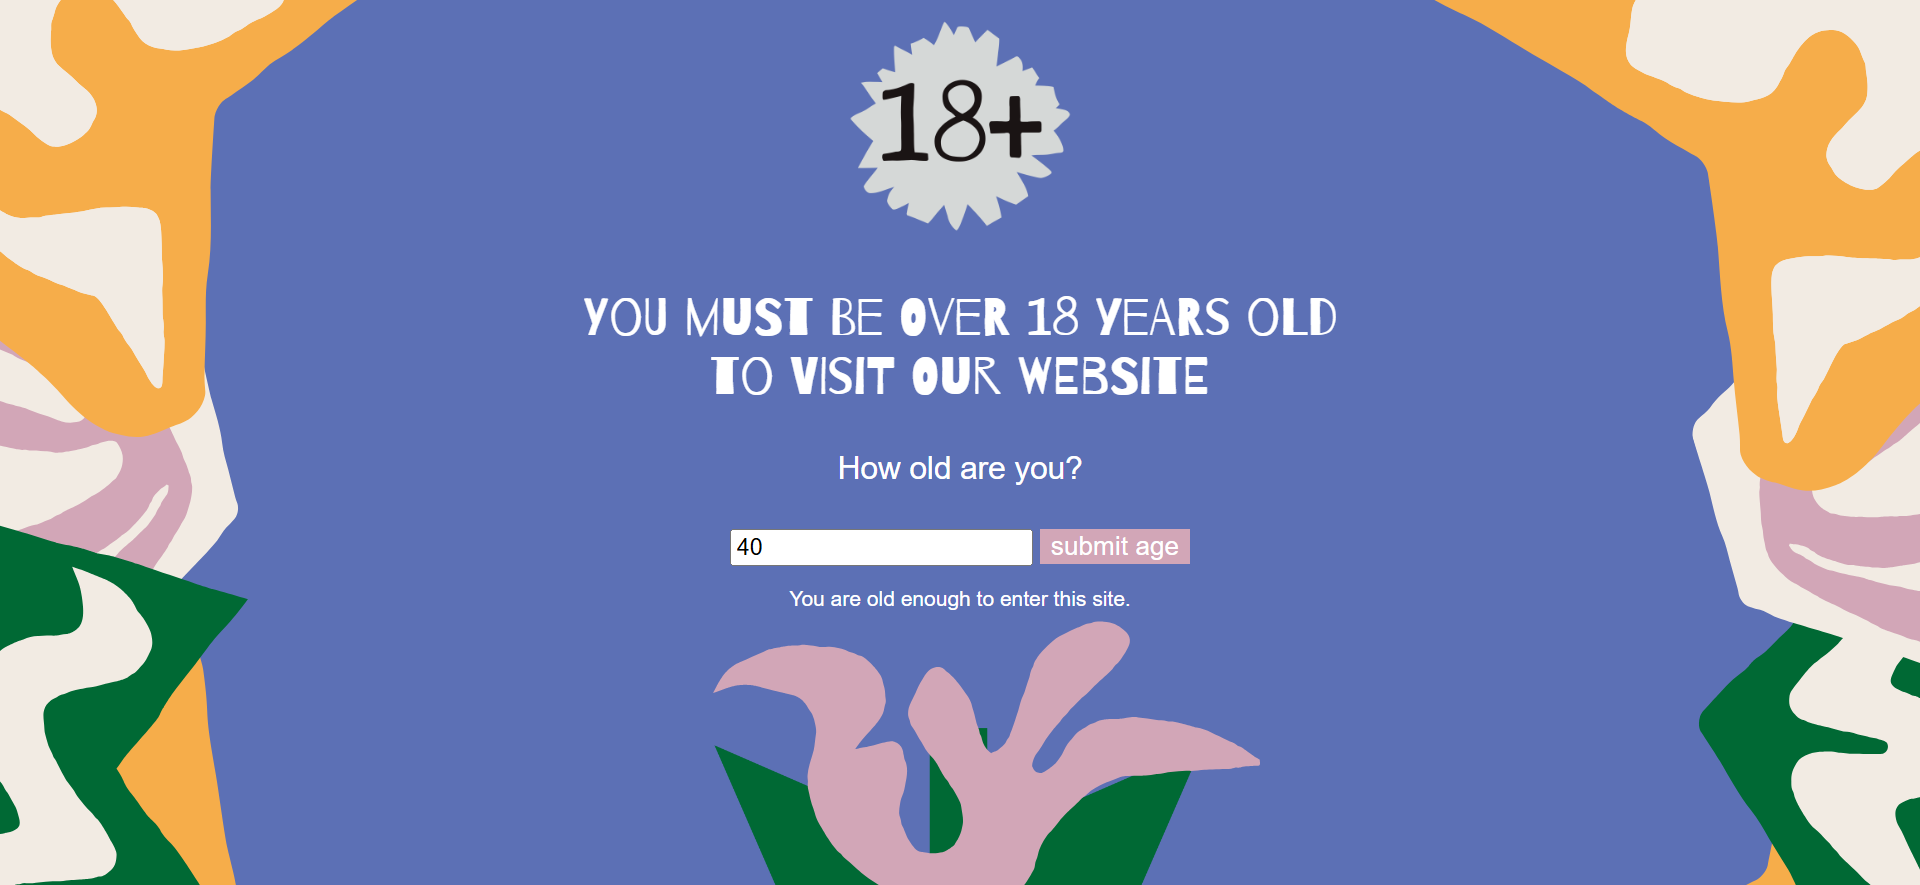 18+
YOU MUST BE OVER 18 YEARS OLD
TO VISIT OUR WEBSITE
How old are you?
40 submit age
You are old enough to enter this site.